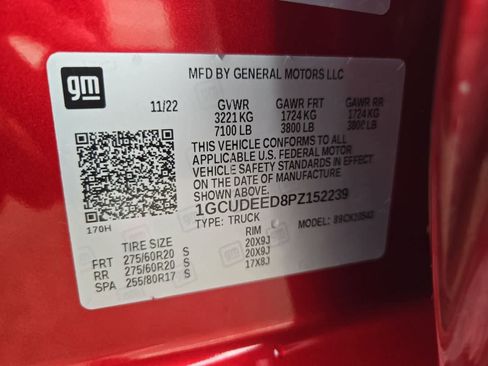 gm
MFD BY GENERAL MOTORS LLC
11/22 GVWR GAWR FRT GAWR RR
3221 KG 1724 KG 1724 KG
7100 LB 3800 LB 3800 LB
THIS VEHICLE CONFORMS TO ALL
APPLICABLE U.S. FEDERAL MOTOR
VEHICLE SAFETY STANDARDS IN EFFECT
ON THE DATE OF MANUFACTURE
SHOWN ABOVE.
1GCUDEED8PZ152239
170H TYPE: TRUCK MODEL:
TIRE SIZE RIM
FRT 275/60R20 S 20X9J
RR 275/60R20 S 20X9J
SPA 255/80R17 S 17X8J